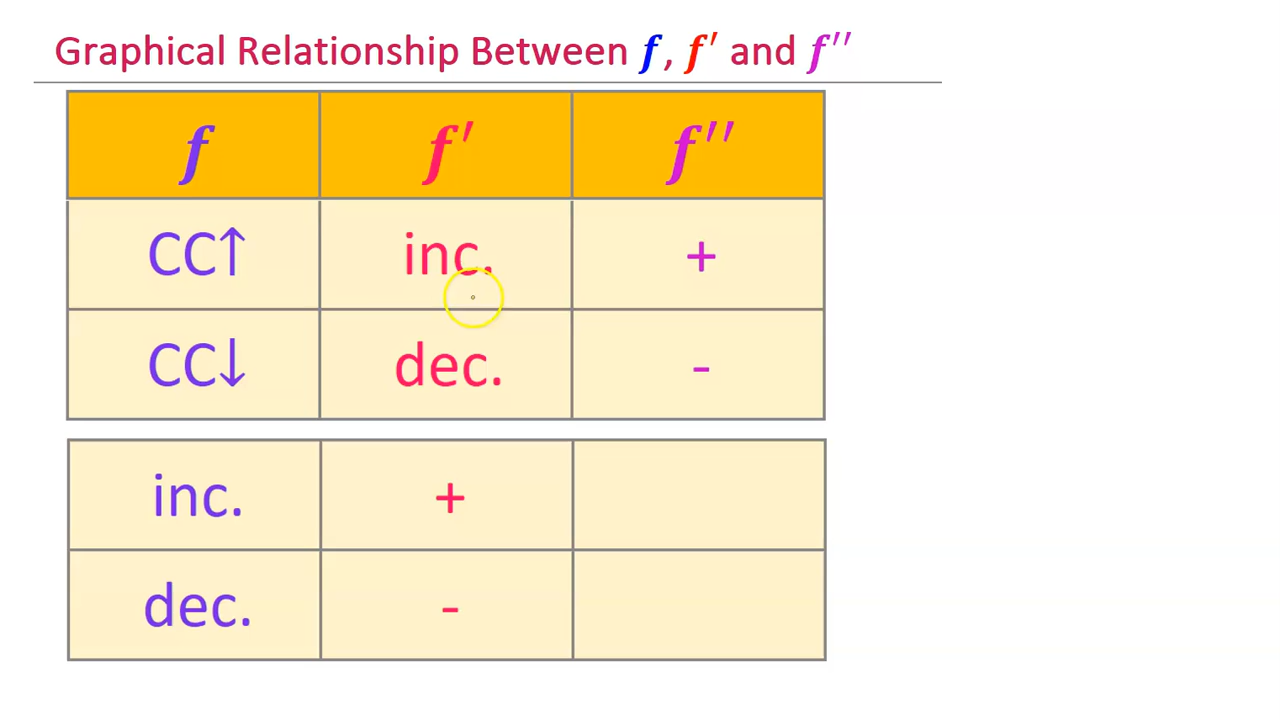 Graphical Relationship Between f, f′ and f′′
f f′ f′′
CC↑ inc. +
CC↓ dec. -
inc. +
dec. -